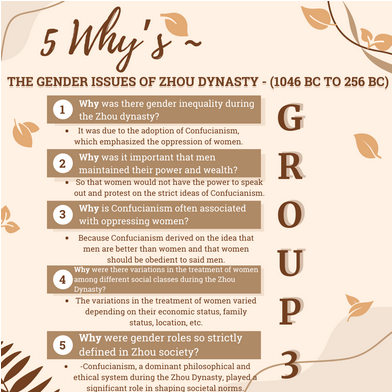 5 Why's ~
THE GENDER ISSUES OF ZHOU DYNASTY - (1046 BC TO 256 BC)
1 Why was there gender inequality during
the Zhou dynasty?
• It was due to the adoption of Confucianism,
which emphasized the oppression of women.
2 Why was it important that men
maintained their power and wealth?
• So that women would not have the power to speak
out and protest on the strict ideas of Confucianism.
3 Why is Confucianism often associated
with oppressing women?
• Because Confucianism derived on the idea that
men are better than women and that women
should be obedient to said men.
4 Why were there variations in the treatment of women
among different social classes during the Zhou
Dynasty?
• The variations in the treatment of women varied
depending on their economic status, family
status, location, etc.
5 Why were gender roles so strictly
defined in Zhou society?
• -Confucianism, a dominant philosophical and
ethical system during the Zhou Dynasty, played a
significant role in shaping societal norms.
G
R
O
U
P
3